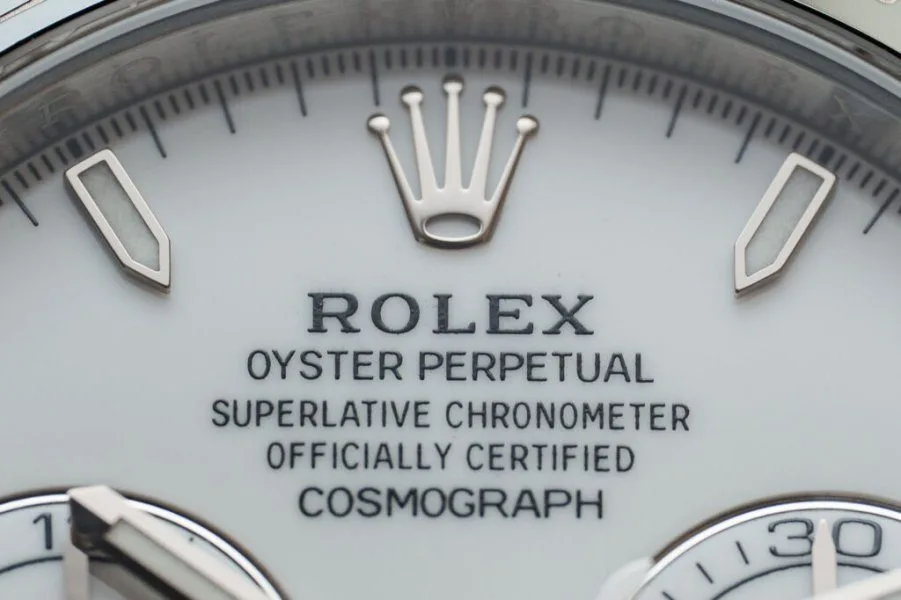 ROLEX
OYSTER PERPETUAL
SUPERLATIVE CHRONOMETER
OFFICIALLY CERTIFIED
COSMOGRAPH
30